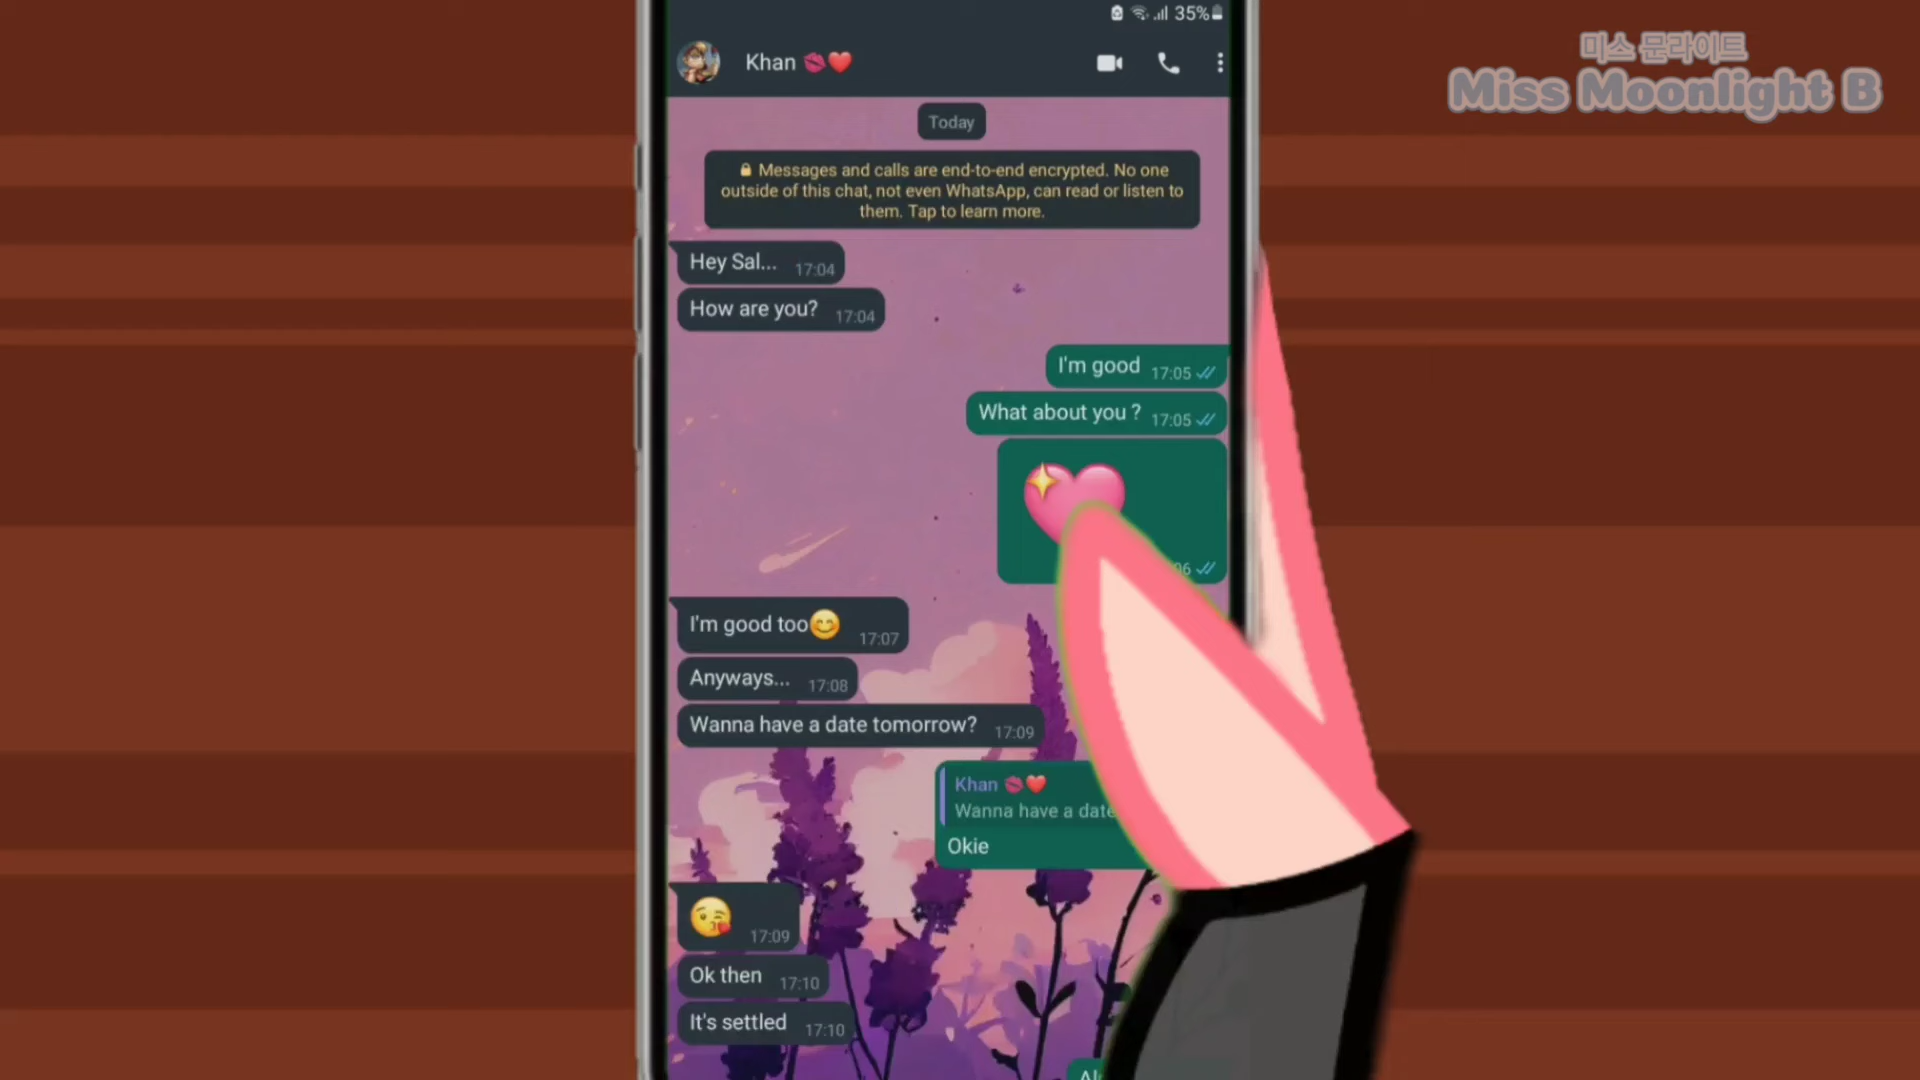 35%
Khan 💋❤️
미스 문라이트
Miss Moonlight B
Today
🔒 Messages and calls are end-to-end encrypted. No one
outside of this chat, not even WhatsApp, can read or listen to
them. Tap to learn more.
Hey Sal... 17:04
How are you? 17:04
I'm good 17:05
What about you ? 17:05
💖
I'm good too😊 17:07
Anyways... 17:08
Wanna have a date tomorrow? 17:09
Khan 💋❤️
Wanna have a date
Okie
😘 17:09
Ok then 17:10
It's settled 17:10